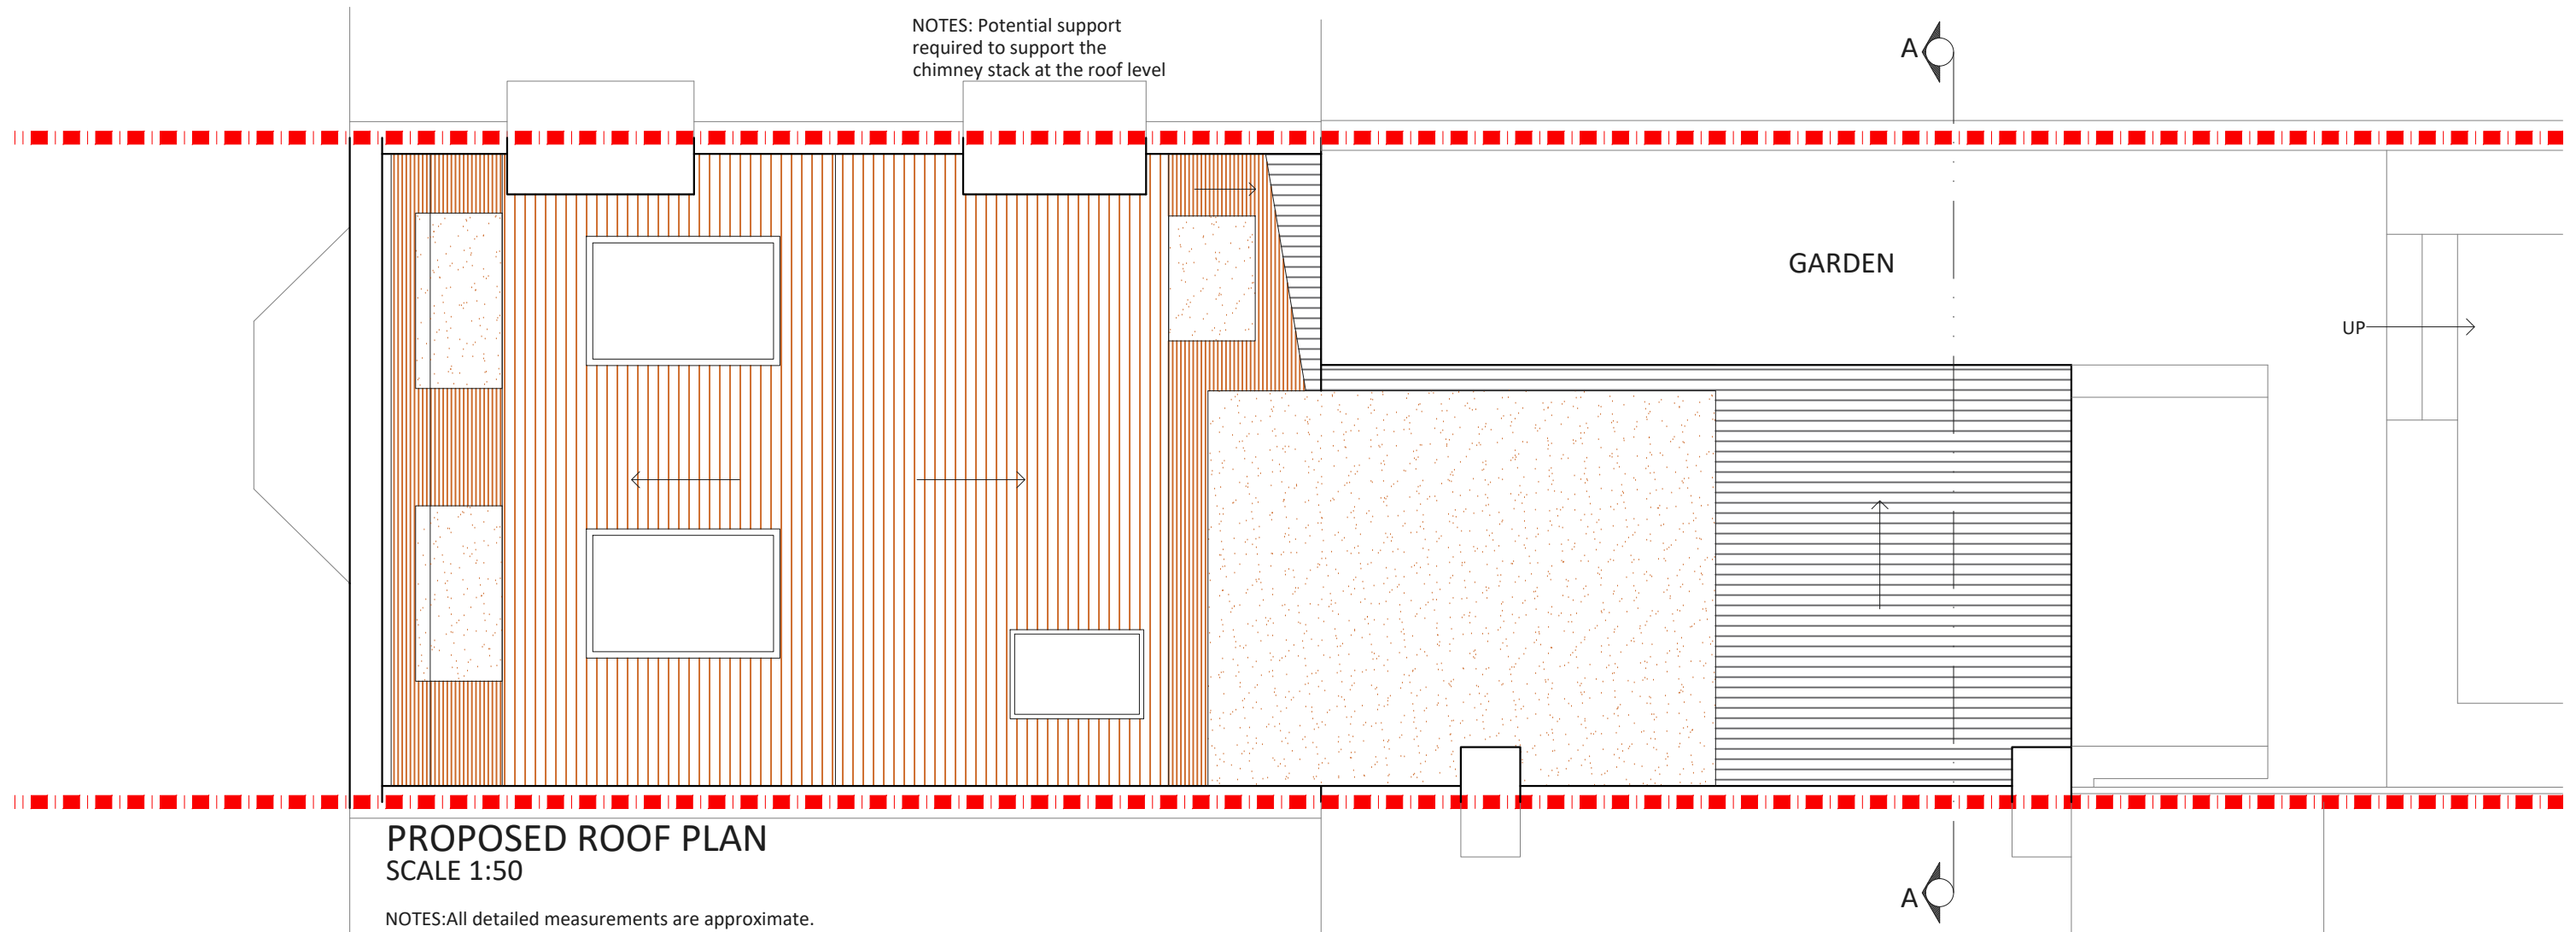 NOTES: Potential support
required to support the
chimney stack at the roof level
A
GARDEN
UP
PROPOSED ROOF PLAN
SCALE 1:50
A
NOTES:All detailed measurements are approximate.